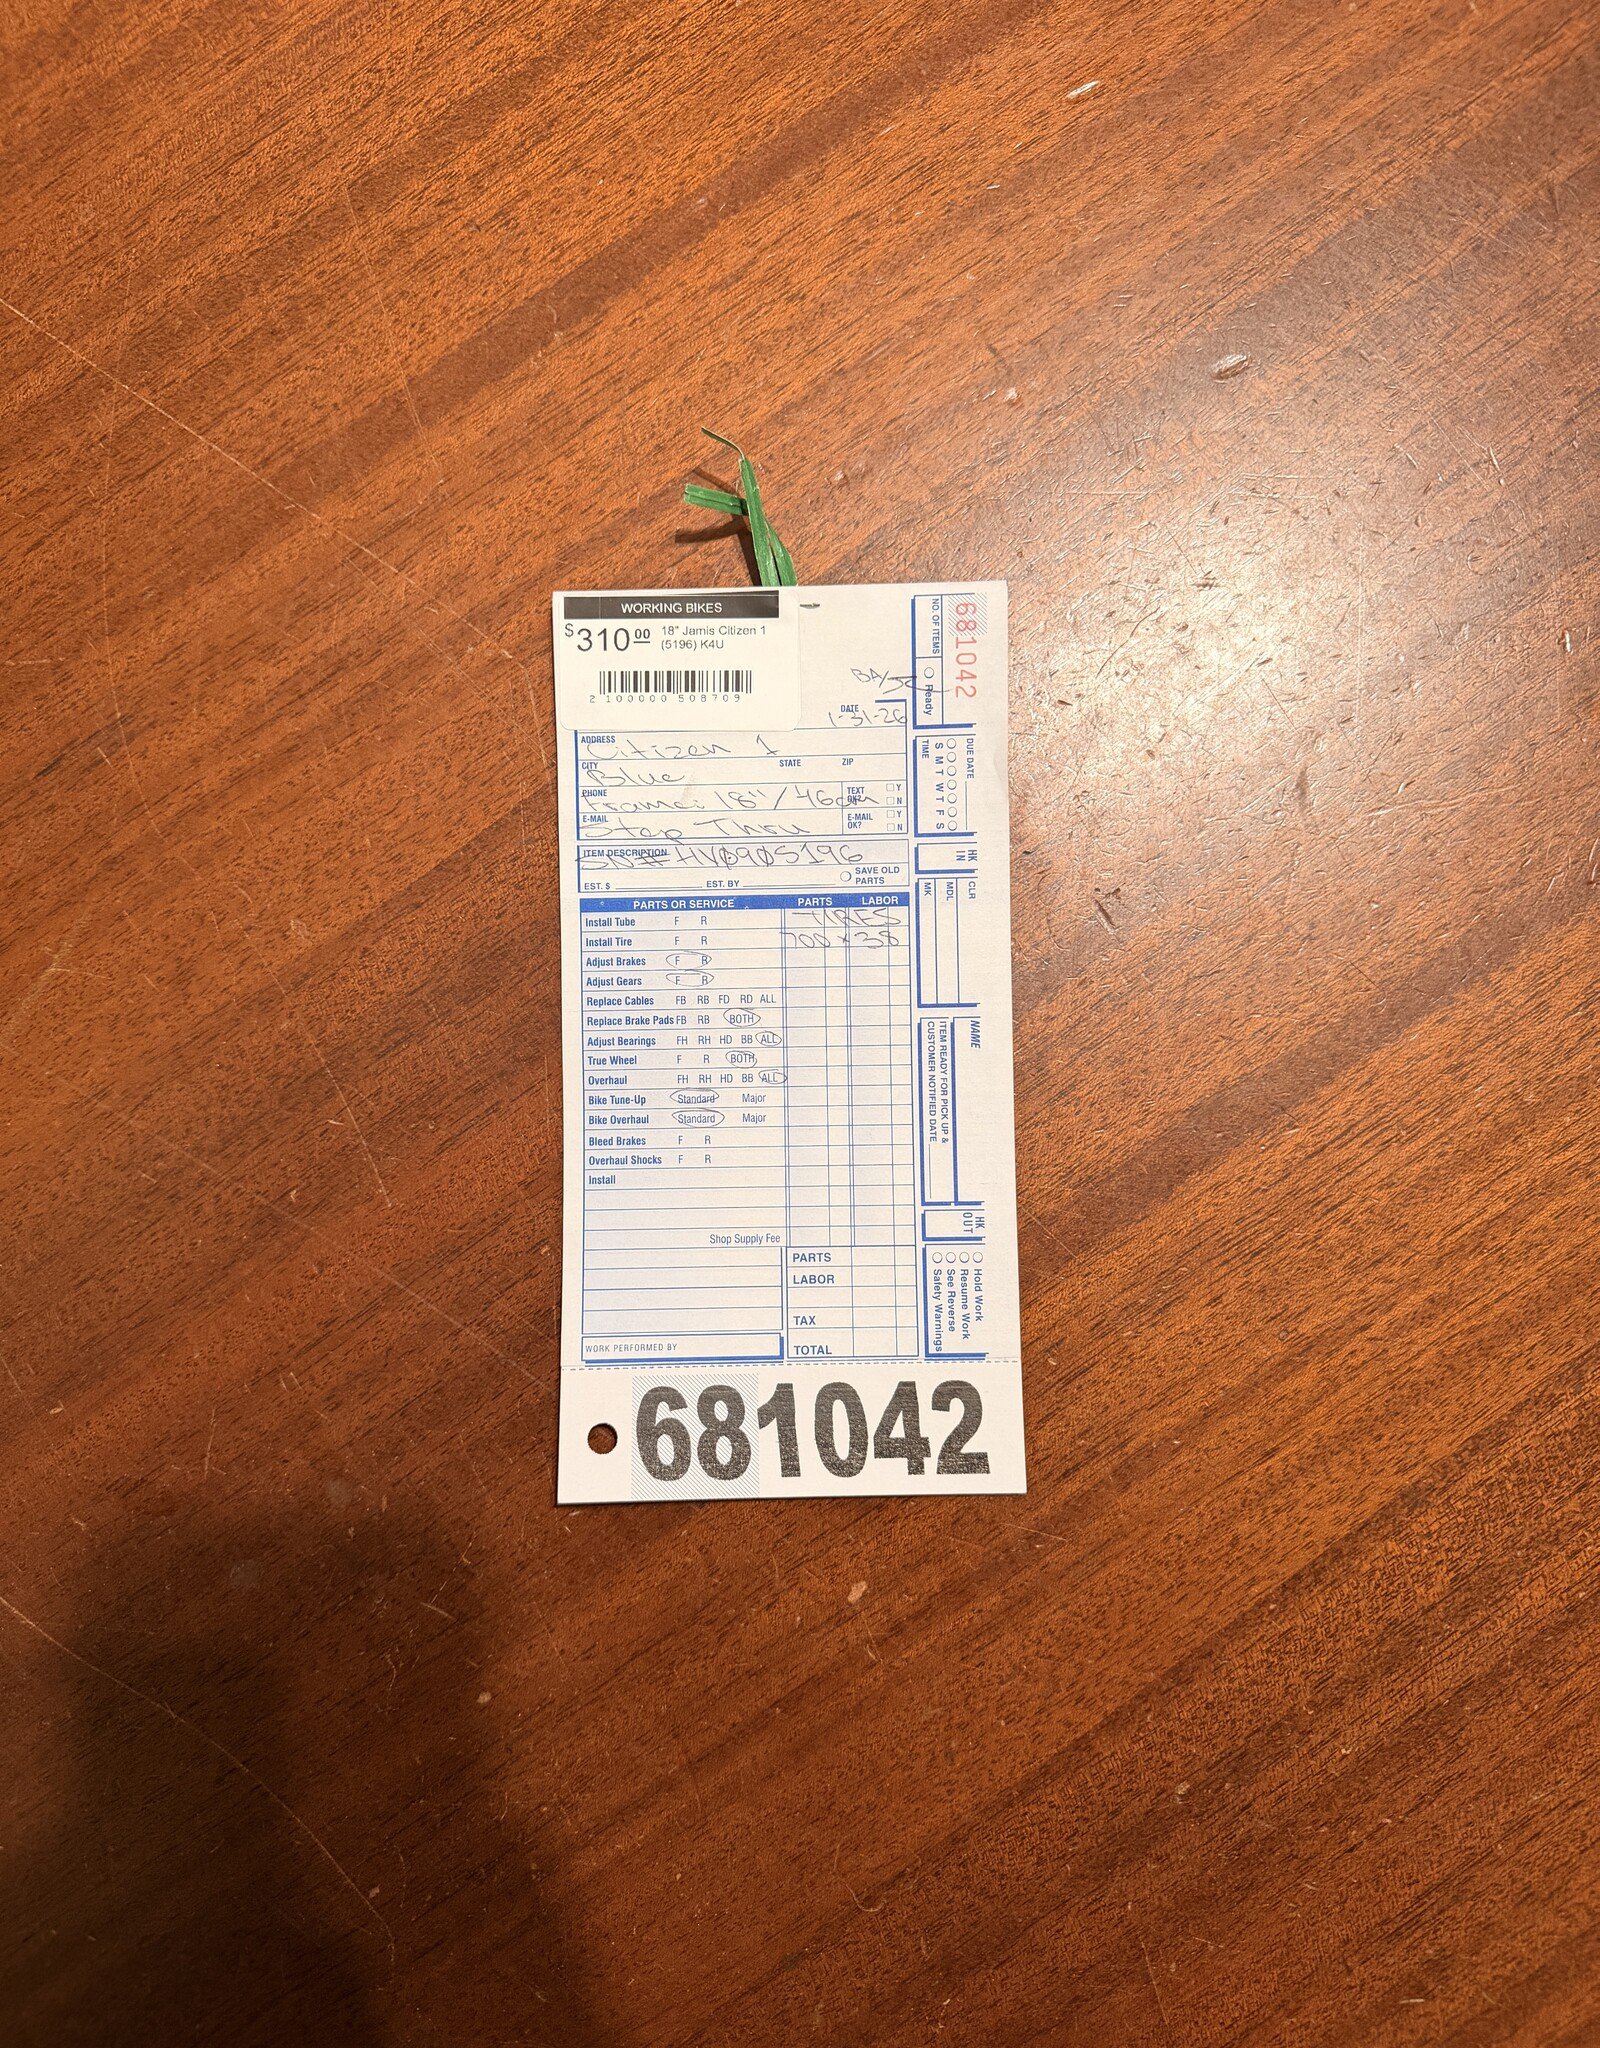 WORKING BIKES
$310.00 18" Jamis Citizen 1
(5196) K4U
2 100000 508709
BA/JC
DATE
1-31-26
ADDRESS
Citizen 1
CITY STATE ZIP
Blue
PHONE TEXT OK? Y N
Frame: 18"/46cm
E-MAIL E-MAIL OK? Y N
Step Thru
ITEM DESCRIPTION
SN# HV0905196
SAVE OLD PARTS
EST. $ EST. BY
PARTS OR SERVICE PARTS LABOR
Install Tube F R TIRES
Install Tire F R 700 x 38
Adjust Brakes F R
Adjust Gears F R
Replace Cables FB RB FD RD ALL
Replace Brake Pads FB RB BOTH
Adjust Bearings FH RH HD BB ALL
True Wheel F R BOTH
Overhaul FH RH HD BB ALL
Bike Tune-Up Standard Major
Bike Overhaul Standard Major
Bleed Brakes F R
Overhaul Shocks F R
Install
Shop Supply Fee
PARTS
LABOR
TAX
TOTAL
WORK PERFORMED BY
681042
NO. OF ITEMS
Ready
DUE DATE
S M T W T F S
TIME
HK IN
CLR
MDL
MK
NAME
ITEM READY FOR PICK UP &
CUSTOMER NOTIFIED DATE
HK OUT
Hold Work
Resume Work
See Reverse
Safety Warnings
681042